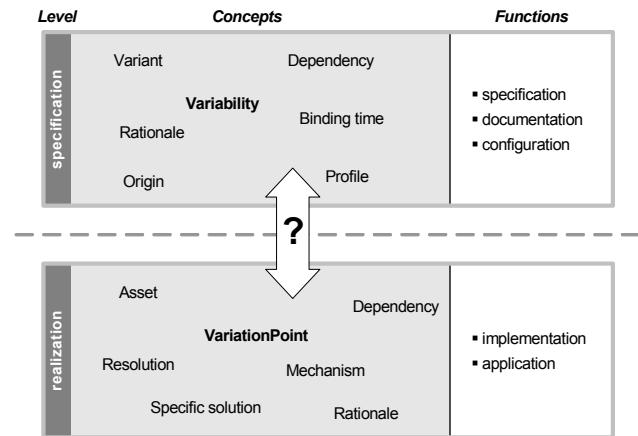 Level Concepts Functions
specification
Variant Dependency
Variability
Binding time
Rationale
Origin Profile
▪ specification
▪ documentation
▪ configuration
?
realization
Asset
Dependency
VariationPoint
Resolution
Mechanism
Specific solution
Rationale
▪ implementation
▪ application